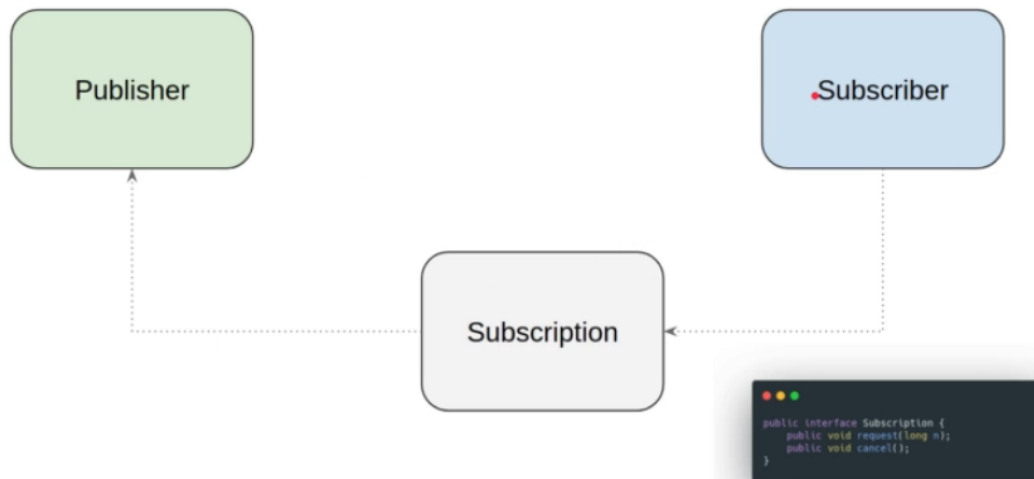 Publisher
Subscriber
Subscription
public interface Subscription {
    public void request(long n);
    public void cancel();
}